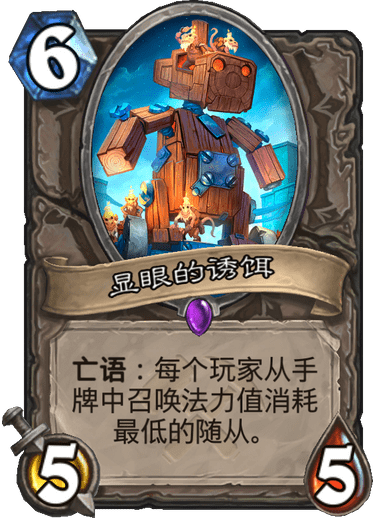 6
显眼的诱饵
亡语：每个玩家从手
牌中召唤法力值消耗
最低的随从。
5
5